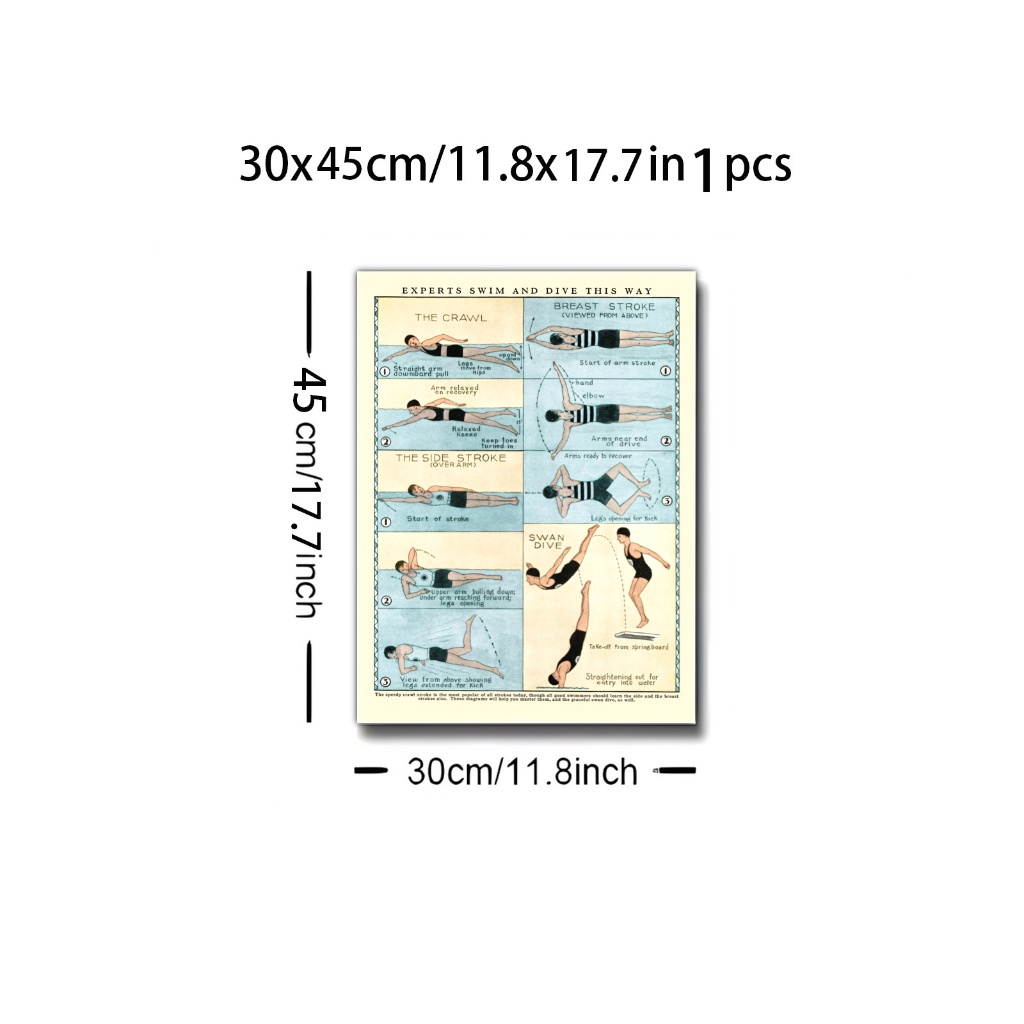 30x45cm/11.8x17.7in 1 pcs
45 cm/17.7inch
EXPERTS SWIM AND DIVE THIS WAY
THE CRAWL
upand
down
Legs
move from
hips
1
Straight arm
downward pull
Arm relaxed
on recovery
Relaxed
knees
Keep toes
turned in
2
THE SIDE STROKE
(OVERARM)
1
Start of stroke
Upper arm pulling down;
under arm reaching forward;
legs opening
2
3
View from above showing
legs extended for kick
BREAST STROKE
(VIEWED FROM ABOVE)
Start of arm stroke
1
hand
elbow
Arms near end
of drive
2
Arms ready to recover
3
Legs opening for kick
SWAN
DIVE
Take-off from springboard
Straightening out for
entry into water
The speedy crawl stroke is the most popular of all strokes today, though all good swimmers should learn the side and the breast
strokes also. These diagrams will help you master them, and the graceful swan dive, as well.
30cm/11.8inch